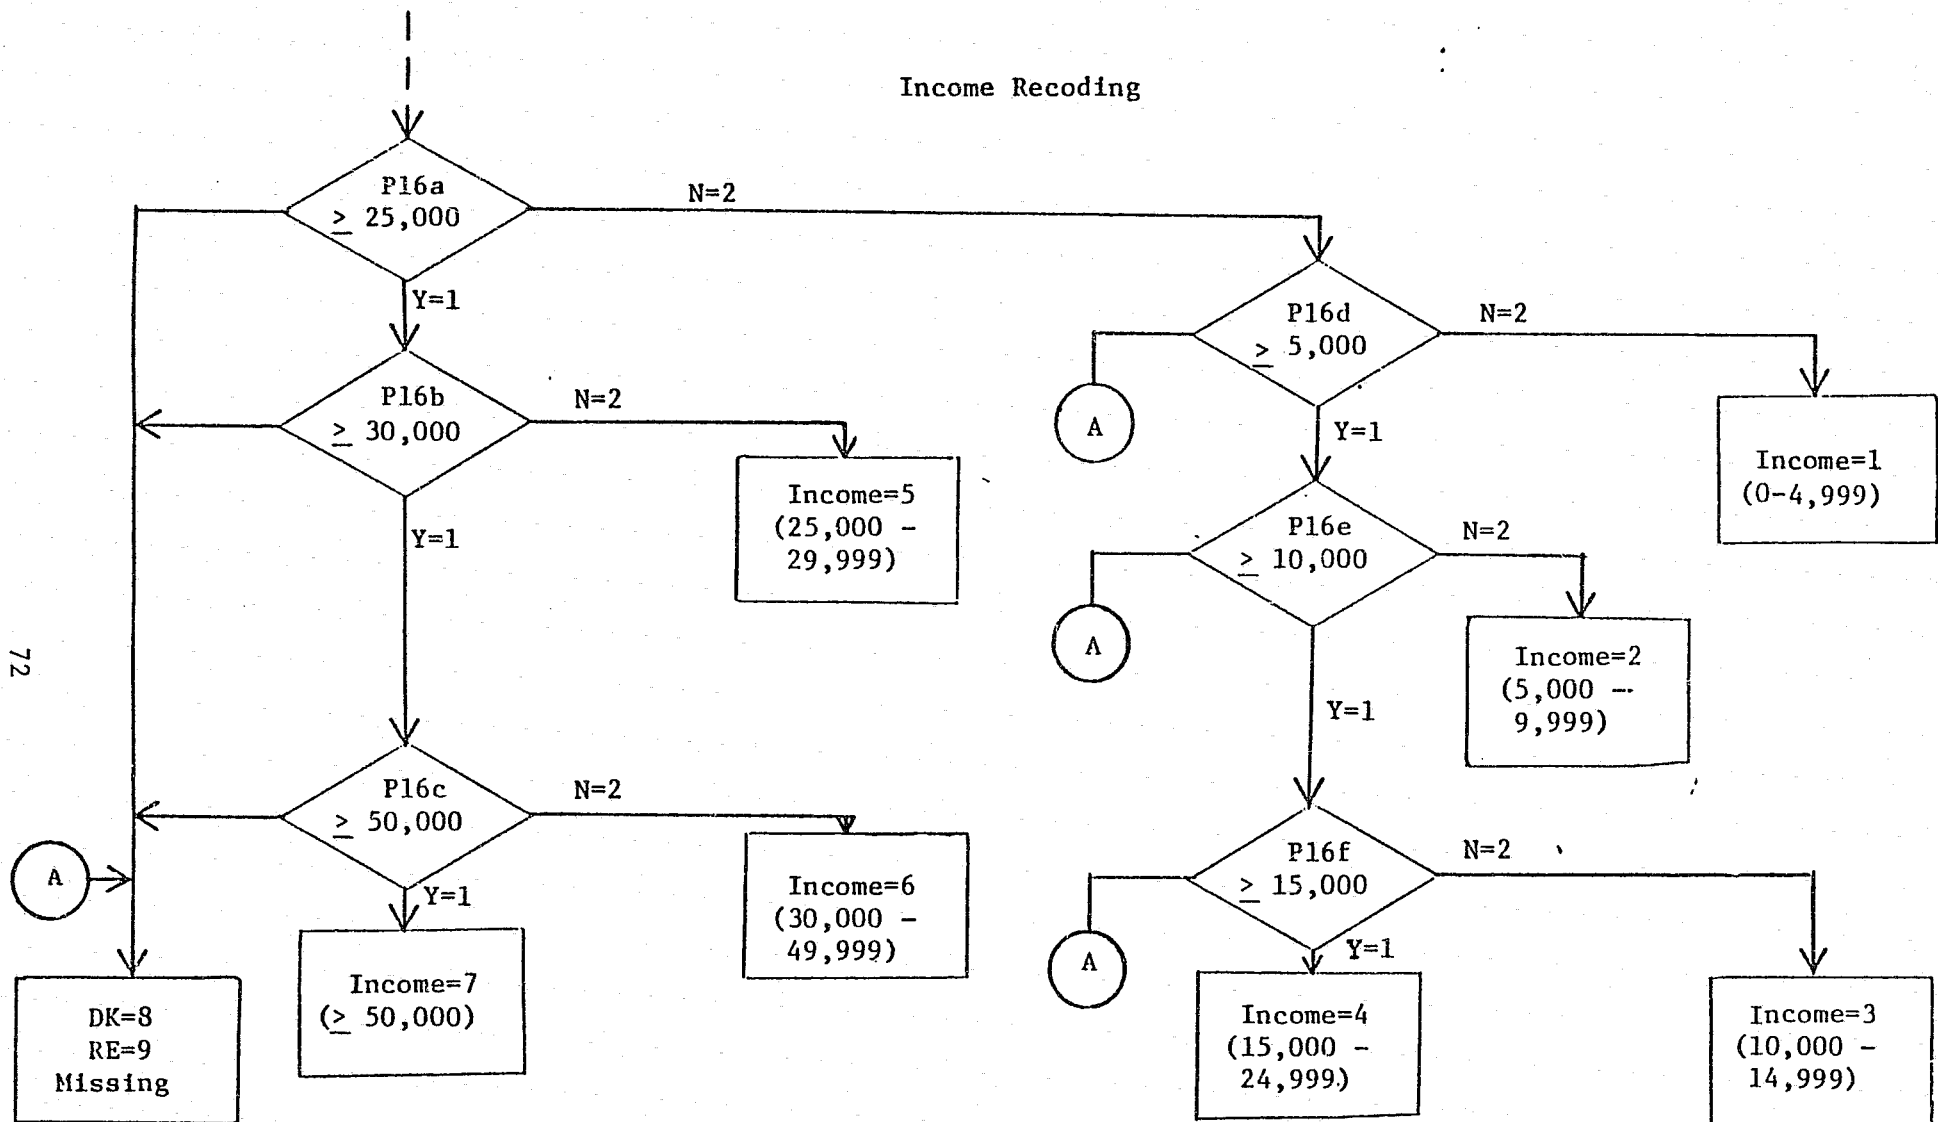 Income Recoding
P16a
≥ 25,000
N=2
Y=1
P16b
≥ 30,000
N=2
Income=5
(25,000 -
29,999)
Y=1
P16c
≥ 50,000
N=2
Income=6
(30,000 -
49,999)
Y=1
Income=7
(≥ 50,000)
A
DK=8
RE=9
Missing
P16d
≥ 5,000
N=2
Income=1
(0-4,999)
A
Y=1
P16e
≥ 10,000
N=2
Income=2
(5,000 -
9,999)
A
Y=1
P16f
≥ 15,000
N=2
Income=3
(10,000 -
14,999)
A
Y=1
Income=4
(15,000 -
24,999)
72